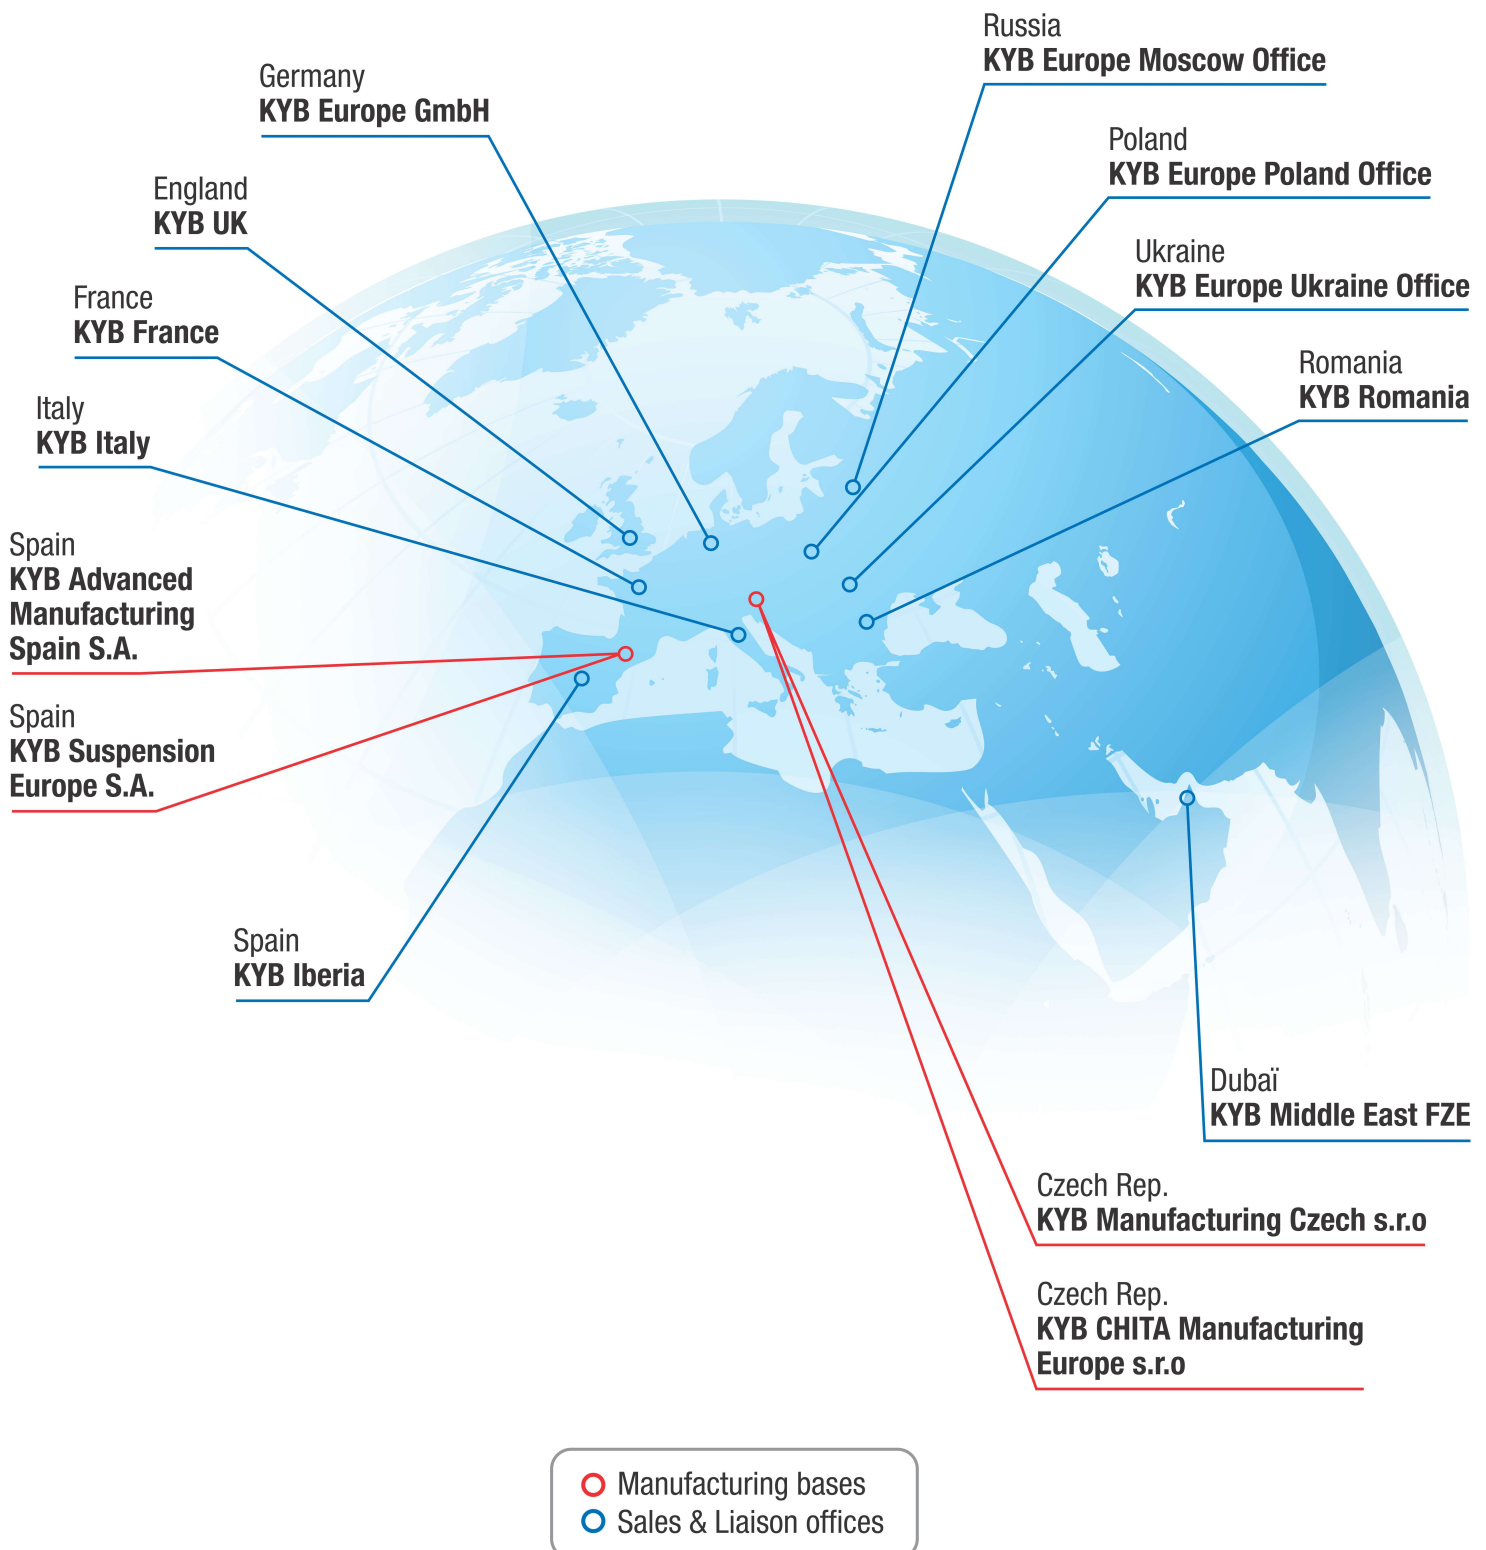 Russia
KYB Europe Moscow Office
Germany
KYB Europe GmbH
Poland
KYB Europe Poland Office
England
KYB UK
Ukraine
KYB Europe Ukraine Office
France
KYB France
Romania
KYB Romania
Italy
KYB Italy
Spain
KYB Advanced
Manufacturing
Spain S.A.
Spain
KYB Suspension
Europe S.A.
Spain
KYB Iberia
Dubaï
KYB Middle East FZE
Czech Rep.
KYB Manufacturing Czech s.r.o
Czech Rep.
KYB CHITA Manufacturing
Europe s.r.o
Manufacturing bases
Sales & Liaison offices